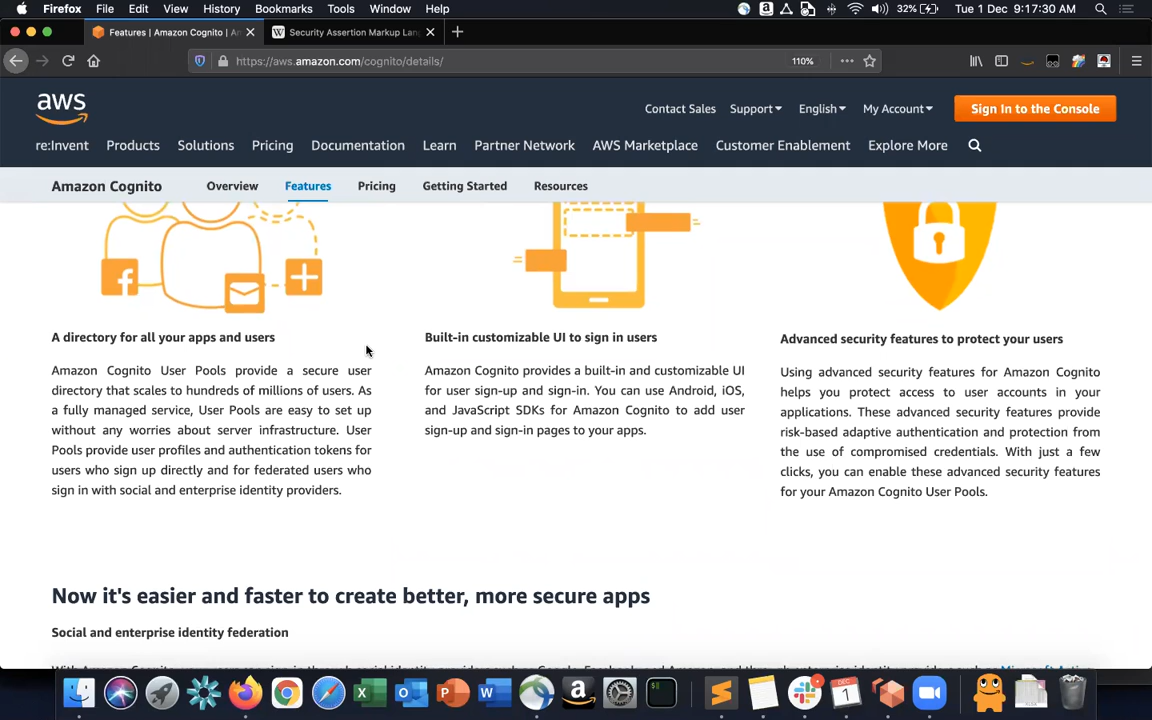 Firefox File Edit View History Bookmarks Tools Window Help 32% Tue 1 Dec 9:17:30 AM
Features | Amazon Cognito | Am Security Assertion Markup Lang
https://aws.amazon.com/cognito/details/ 110%
aws
Contact Sales Support English My Account Sign In to the Console
re:Invent Products Solutions Pricing Documentation Learn Partner Network AWS Marketplace Customer Enablement Explore More
Amazon Cognito Overview Features Pricing Getting Started Resources
A directory for all your apps and users
Amazon Cognito User Pools provide a secure user
directory that scales to hundreds of millions of users. As
a fully managed service, User Pools are easy to set up
without any worries about server infrastructure. User
Pools provide user profiles and authentication tokens for
users who sign up directly and for federated users who
sign in with social and enterprise identity providers.
Built-in customizable UI to sign in users
Amazon Cognito provides a built-in and customizable UI
for user sign-up and sign-in. You can use Android, iOS,
and JavaScript SDKs for Amazon Cognito to add user
sign-up and sign-in pages to your apps.
Advanced security features to protect your users
Using advanced security features for Amazon Cognito
helps you protect access to user accounts in your
applications. These advanced security features provide
risk-based adaptive authentication and protection from
the use of compromised credentials. With just a few
clicks, you can enable these advanced security features
for your Amazon Cognito User Pools.
Now it's easier and faster to create better, more secure apps
Social and enterprise identity federation